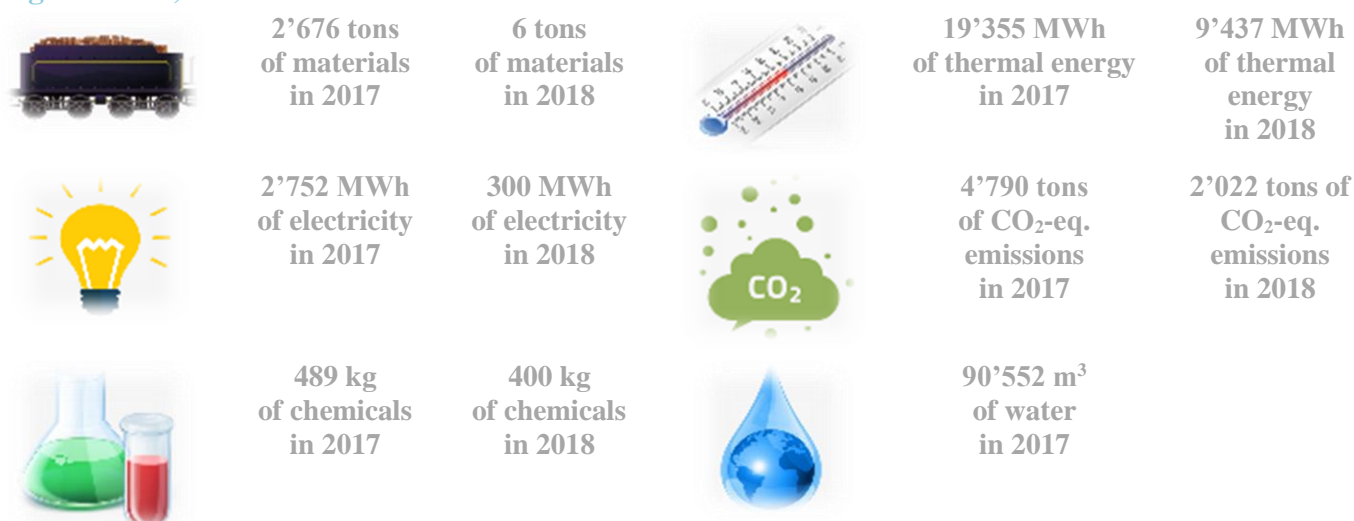 2’676 tons
of materials
in 2017
6 tons
of materials
in 2018
19’355 MWh
of thermal energy
in 2017
9’437 MWh
of thermal
energy
in 2018
2’752 MWh
of electricity
in 2017
300 MWh
of electricity
in 2018
CO₂
4’790 tons
of CO₂-eq.
emissions
in 2017
2’022 tons of
CO₂-eq.
emissions
in 2018
489 kg
of chemicals
in 2017
400 kg
of chemicals
in 2018
90’552 m³
of water
in 2017